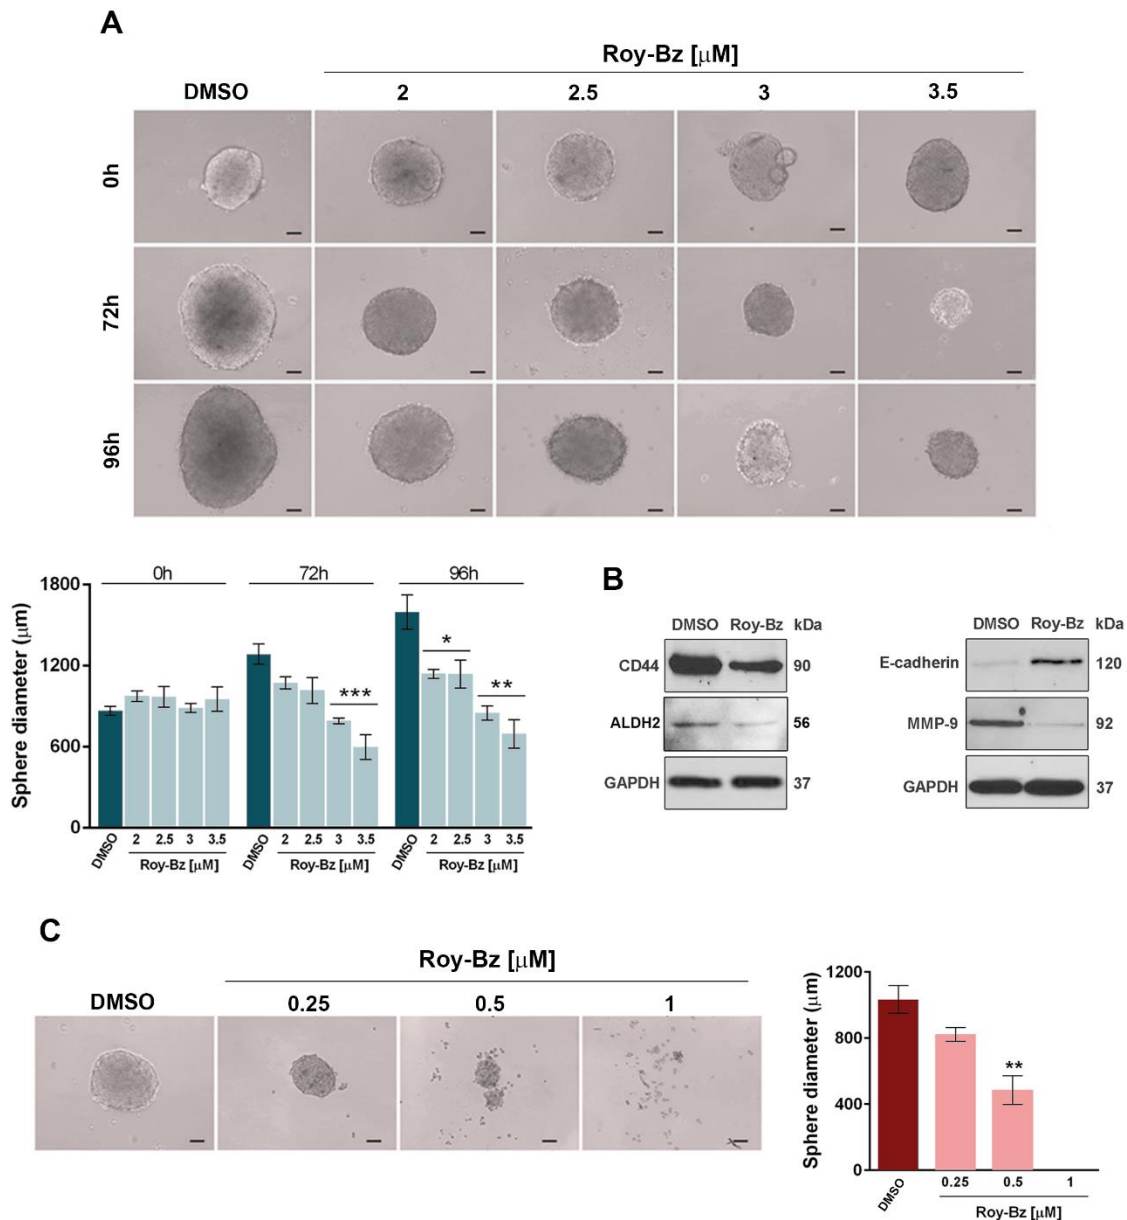 A
Roy-Bz [µM]
DMSO 2 2.5 3 3.5
0h
72h
96h
0h 72h 96h
Sphere diameter (µm)
1800
1200
600
0
* ** ***
DMSO 2 2.5 3 3.5 DMSO 2 2.5 3 3.5 DMSO 2 2.5 3 3.5
Roy-Bz [µM] Roy-Bz [µM] Roy-Bz [µM]
B
DMSO Roy-Bz kDa
CD44 90
ALDH2 56
GAPDH 37
DMSO Roy-Bz kDa
E-cadherin 120
MMP-9 92
GAPDH 37
C
Roy-Bz [µM]
DMSO 0.25 0.5 1
Sphere diameter (µm)
1200
800
400
0
**
DMSO 0.25 0.5 1
Roy-Bz [µM]